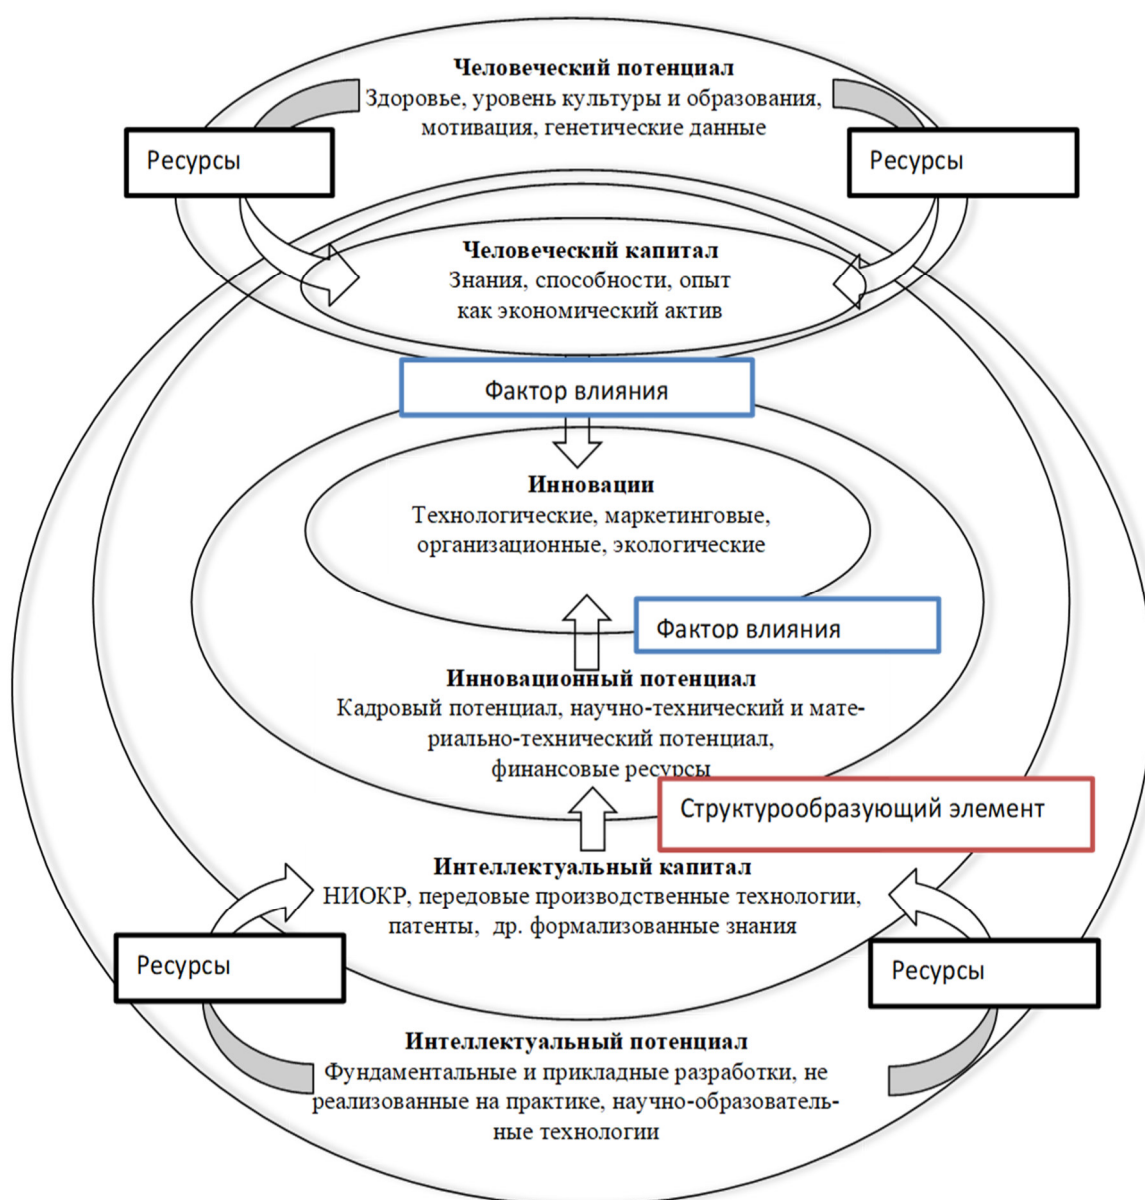 Человеческий потенциал
Здоровье, уровень культуры и образования,
мотивация, генетические данные
Ресурсы
Ресурсы
Человеческий капитал
Знания, способности, опыт
как экономический актив
Фактор влияния
Инновации
Технологические, маркетинговые,
организационные, экологические
Фактор влияния
Инновационный потенциал
Кадровый потенциал, научно-технический и мате-
риально-технический потенциал,
финансовые ресурсы
Структурообразующий элемент
Интеллектуальный капитал
НИОКР, передовые производственные технологии,
патенты, др. формализованные знания
Ресурсы
Ресурсы
Интеллектуальный потенциал
Фундаментальные и прикладные разработки, не
реализованные на практике, научно-образователь-
ные технологии